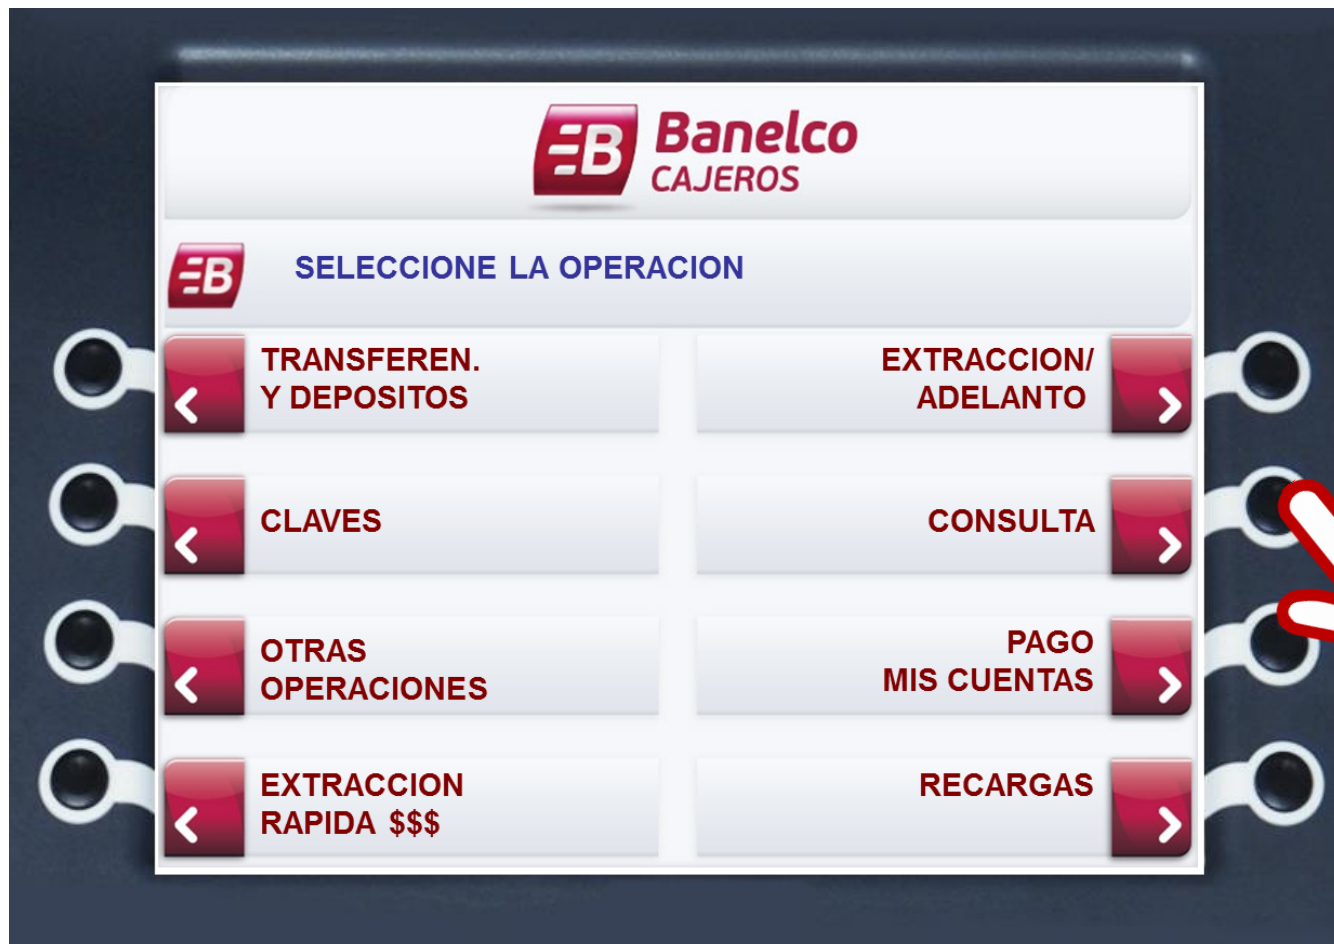 Banelco
CAJEROS
SELECCIONE LA OPERACION
TRANSFEREN.
Y DEPOSITOS
EXTRACCION/
ADELANTO
CLAVES
CONSULTA
OTRAS
OPERACIONES
PAGO
MIS CUENTAS
EXTRACCION
RAPIDA $$$
RECARGAS